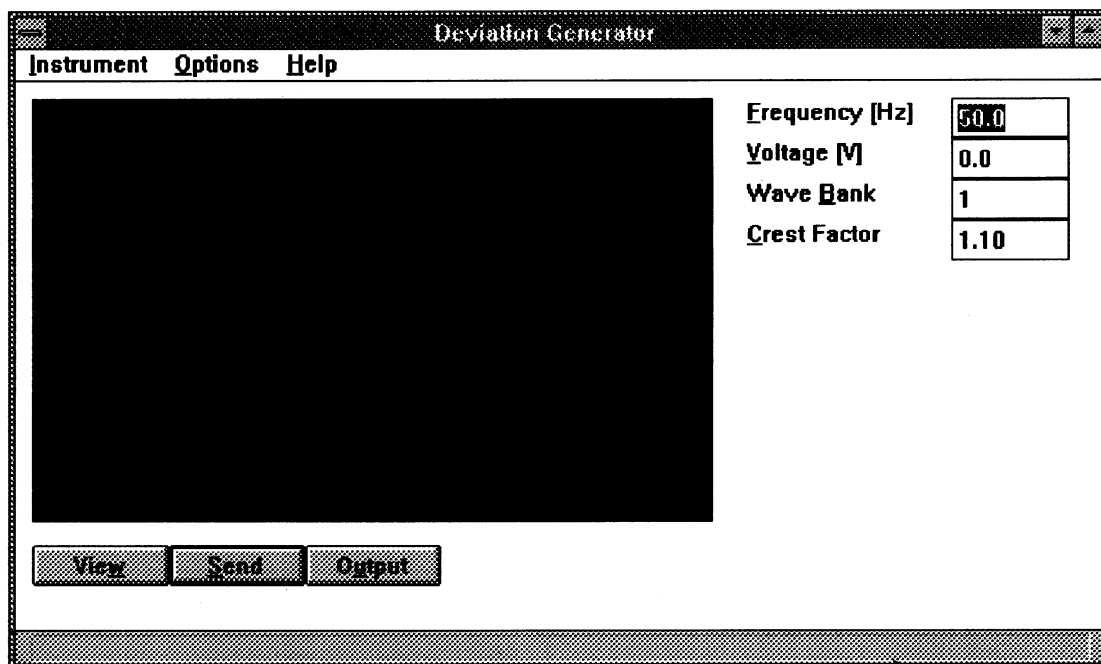 Deviation Generator
Instrument Options Help
Frequency [Hz] 50.0
Voltage [V] 0.0
Wave Bank 1
Crest Factor 1.10
View Send Output